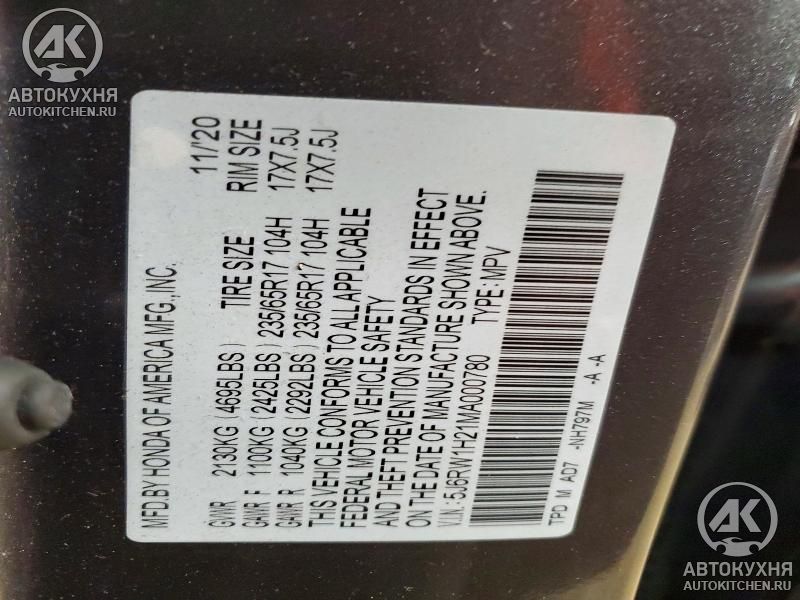 АК
АВТОКУХНЯ
AUTOKITCHEN.RU
MFD.BY HONDA OF AMERICA MFG.,INC. 11/'20
GVWR 2130KG ( 4695LBS ) TIRE SIZE RIM SIZE
GAWR F 1100KG ( 2425LBS ) 235/65R17 104H 17X7.5J
GAWR R 1040KG ( 2292LBS ) 235/65R17 104H 17X7.5J
THIS VEHICLE CONFORMS TO ALL APPLICABLE
FEDERAL MOTOR VEHICLE SAFETY
AND THEFT PREVENTION STANDARDS IN EFFECT
ON THE DATE OF MANUFACTURE SHOWN ABOVE.
V.I.N.: 5J6RW1H21MA000780 TYPE: MPV
TPD M AD7 -NH797M -A -A
АК
АВТОКУХНЯ
AUTOKITCHEN.RU